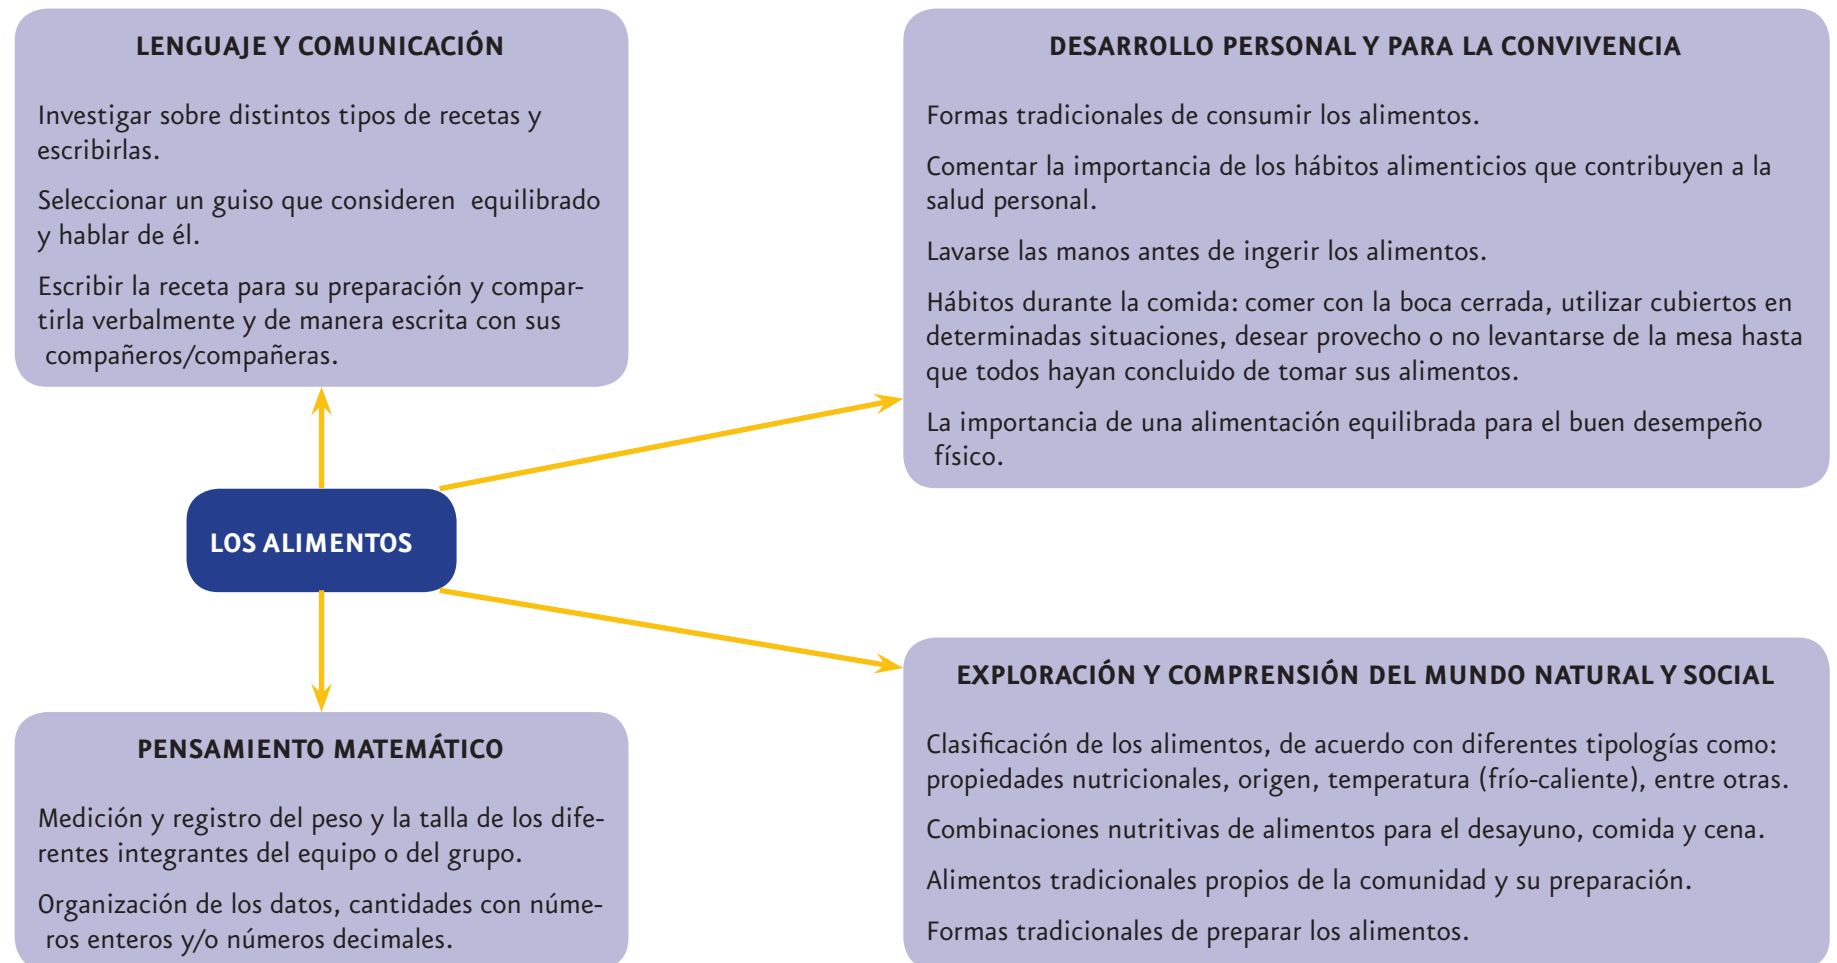 LENGUAJE Y COMUNICACIÓN
Investigar sobre distintos tipos de recetas y
escribirlas.
Seleccionar un guiso que consideren equilibrado
y hablar de él.
Escribir la receta para su preparación y compar-
tirla verbalmente y de manera escrita con sus
compañeros/compañeras.
DESARROLLO PERSONAL Y PARA LA CONVIVENCIA
Formas tradicionales de consumir los alimentos.
Comentar la importancia de los hábitos alimenticios que contribuyen a la
salud personal.
Lavarse las manos antes de ingerir los alimentos.
Hábitos durante la comida: comer con la boca cerrada, utilizar cubiertos en
determinadas situaciones, desear provecho o no levantarse de la mesa hasta
que todos hayan concluido de tomar sus alimentos.
La importancia de una alimentación equilibrada para el buen desempeño
físico.
LOS ALIMENTOS
PENSAMIENTO MATEMÁTICO
Medición y registro del peso y la talla de los dife-
rentes integrantes del equipo o del grupo.
Organización de los datos, cantidades con núme-
ros enteros y/o números decimales.
EXPLORACIÓN Y COMPRENSIÓN DEL MUNDO NATURAL Y SOCIAL
Clasificación de los alimentos, de acuerdo con diferentes tipologías como:
propiedades nutricionales, origen, temperatura (frío-caliente), entre otras.
Combinaciones nutritivas de alimentos para el desayuno, comida y cena.
Alimentos tradicionales propios de la comunidad y su preparación.
Formas tradicionales de preparar los alimentos.